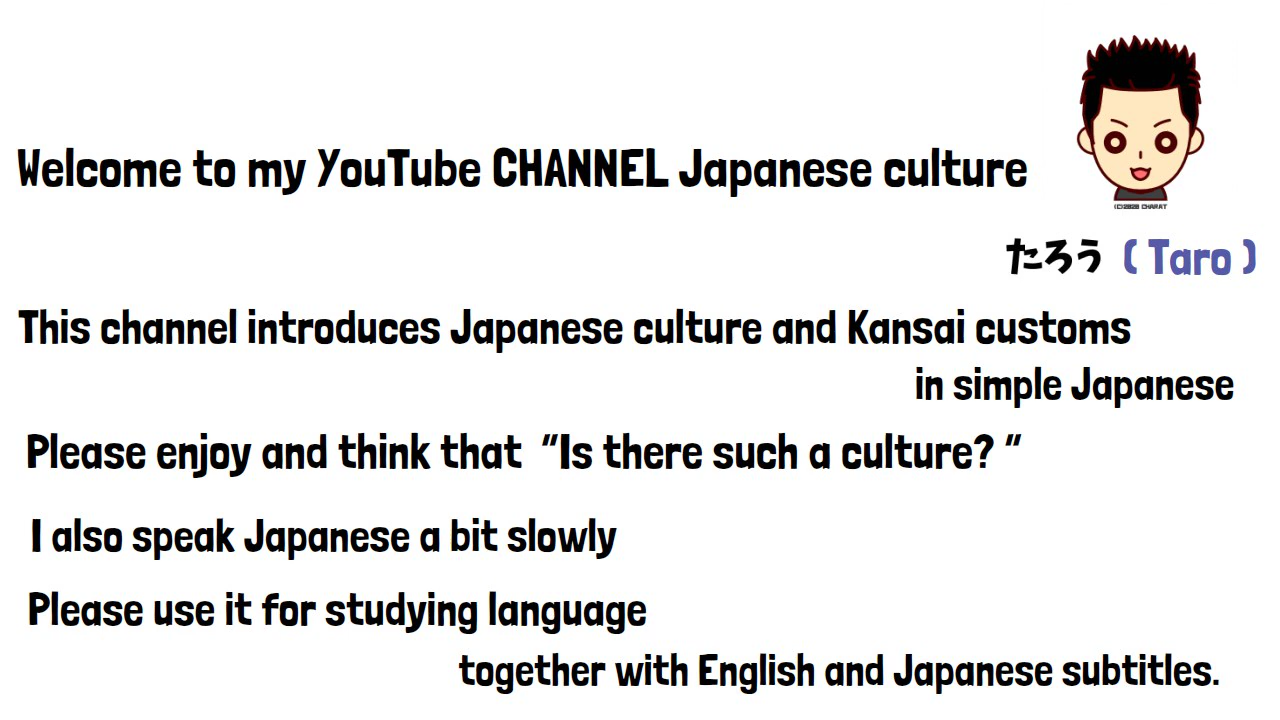 Welcome to my YouTube CHANNEL Japanese culture
(C)2020 CHARAT
たろう ( Taro )
This channel introduces Japanese culture and Kansai customs
in simple Japanese
Please enjoy and think that "Is there such a culture? "
I also speak Japanese a bit slowly
Please use it for studying language
together with English and Japanese subtitles.